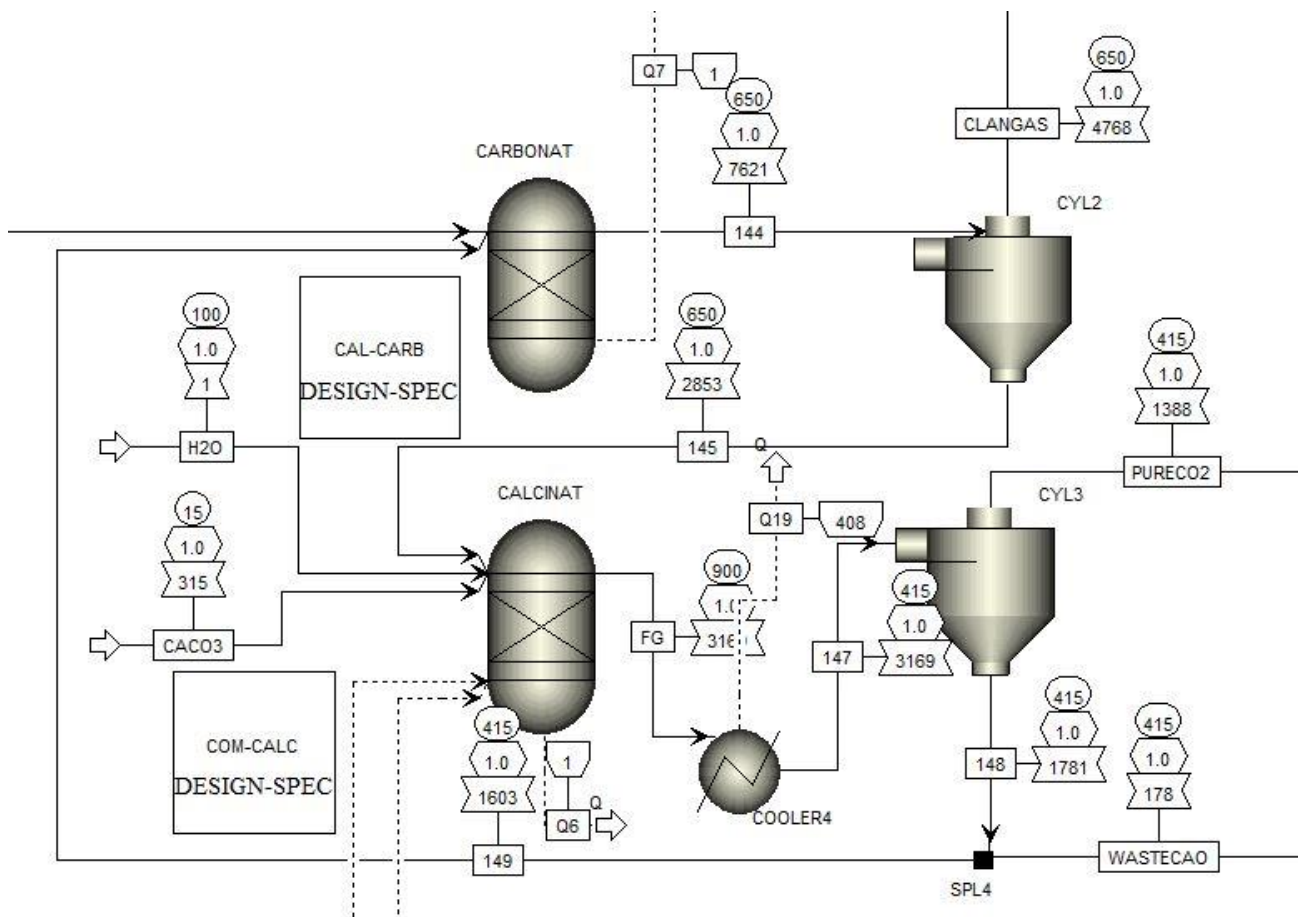 650
1.0
4768
CLANGAS
Q7
1
650
1.0
7621
144
CARBONAT
CYL2
100
1.0
1
H2O
CAL-CARB
DESIGN-SPEC
650
1.0
2853
145
Q
415
1.0
1388
PURECO2
15
1.0
315
CACO3
CALCINAT
Q19
408
CYL3
900
1.0
FG
415
1.0
3169
147
COM-CALC
DESIGN-SPEC
415
1.0
1603
149
1
Q
Q6
COOLER4
415
1.0
1781
148
415
1.0
178
WASTECAO
SPL4